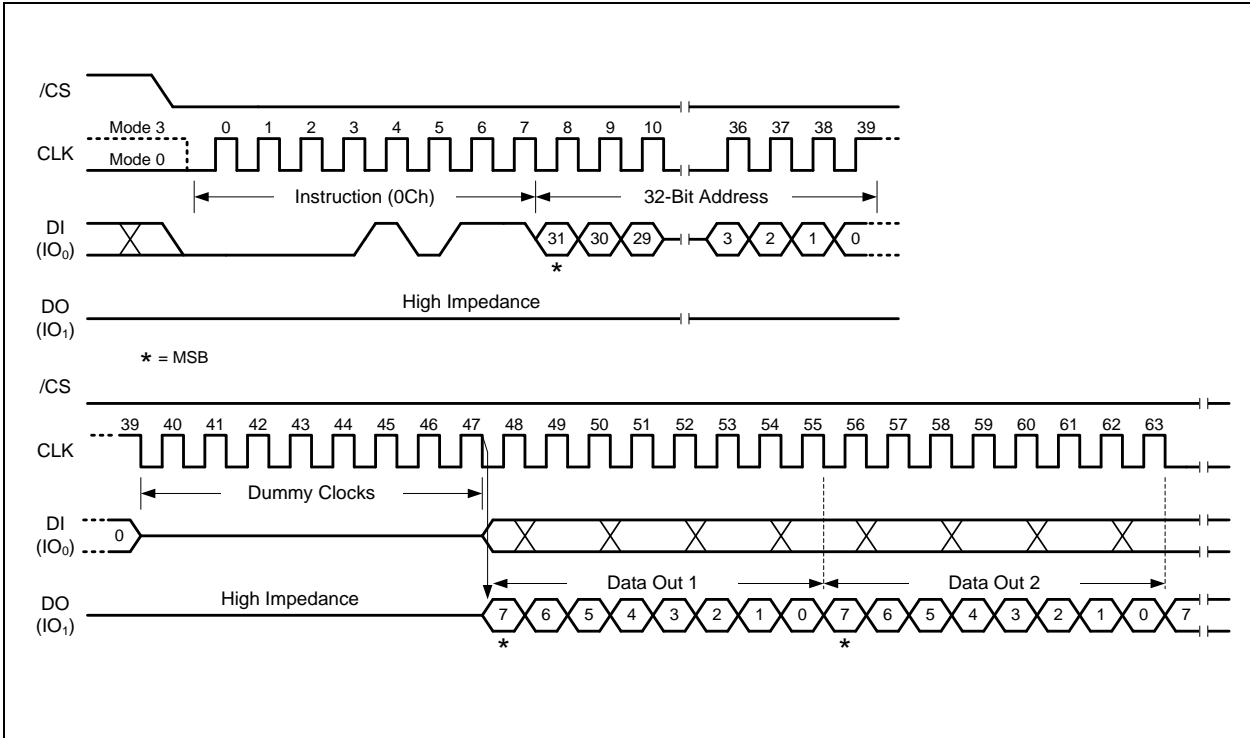 /CS
Mode 3 0 1 2 3 4 5 6 7 8 9 10 36 37 38 39
CLK
Mode 0
Instruction (0Ch) 32-Bit Address
DI
(IO₀)
31 30 29 3 2 1 0
*
High Impedance
DO
(IO₁)
* = MSB
/CS
39 40 41 42 43 44 45 46 47 48 49 50 51 52 53 54 55 56 57 58 59 60 61 62 63
CLK
Dummy Clocks
DI
(IO₀)
0
Data Out 1 Data Out 2
High Impedance
DO
(IO₁)
7 6 5 4 3 2 1 0 7 6 5 4 3 2 1 0 7
* *